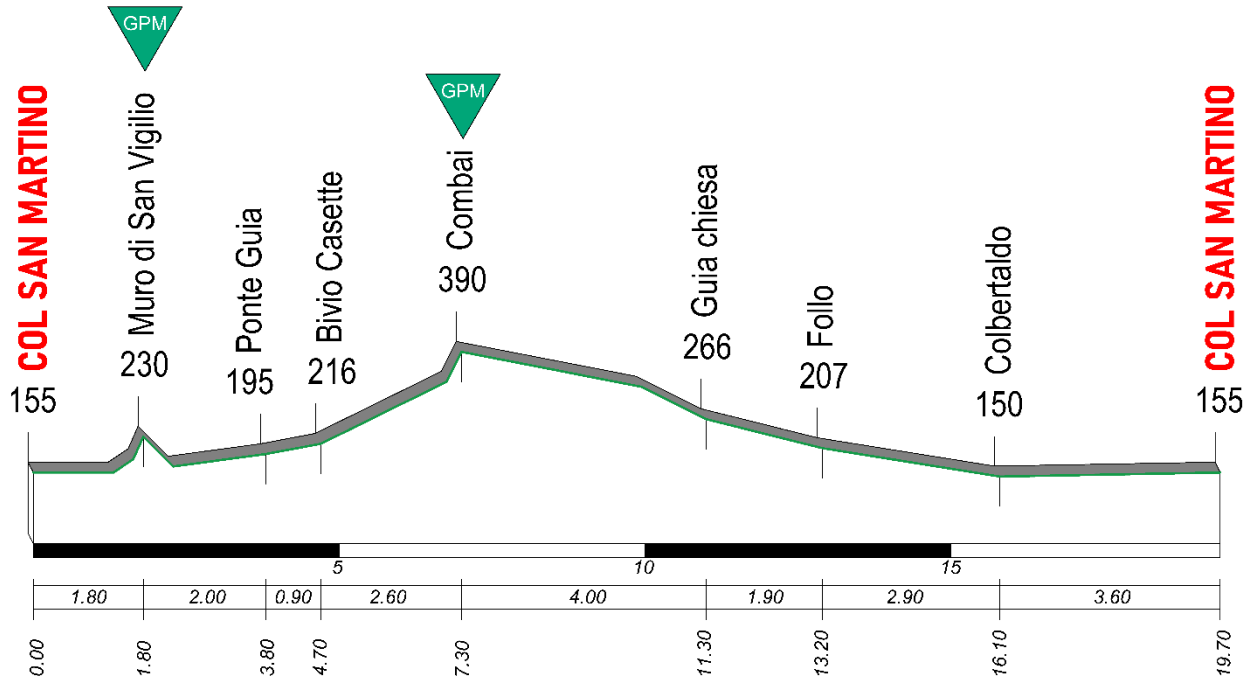 GPM
GPM
COL SAN MARTINO
155
Muro di San Vigilio
230
Ponte Guia
195
Bivio Casette
216
Combai
390
Guia chiesa
266
Follo
207
Colbertaldo
150
COL SAN MARTINO
155
5 10 15
1.80 2.00 0.90 2.60 4.00 1.90 2.90 3.60
0.00 1.80 3.80 4.70 7.30 11.30 13.20 16.10 19.70